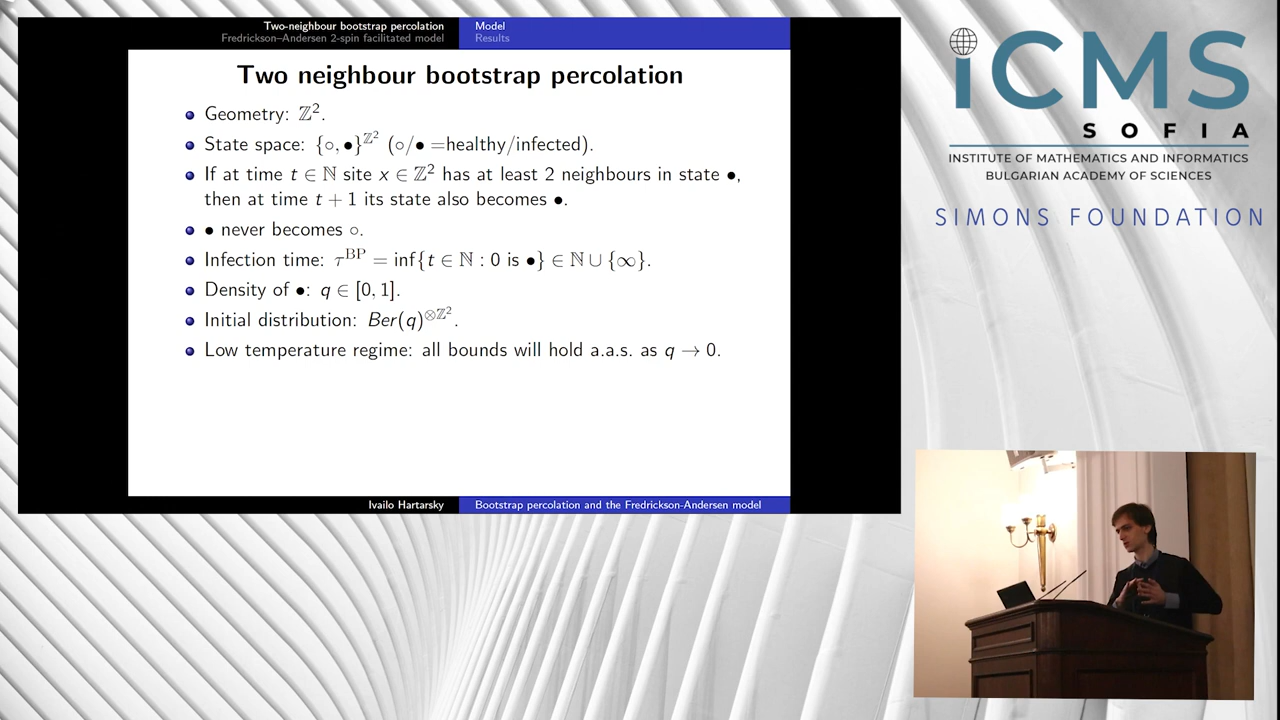 Two-neighbour bootstrap percolation
Fredrickson–Andersen 2-spin facilitated model
Model
Results
Two neighbour bootstrap percolation
Geometry: ℤ².
State space: {∘, •}^ℤ² (∘/• =healthy/infected).
If at time t ∈ ℕ site x ∈ ℤ² has at least 2 neighbours in state •,
then at time t + 1 its state also becomes •.
• never becomes ∘.
Infection time: τ^BP = inf{t ∈ ℕ : 0 is •} ∈ ℕ ∪ {∞}.
Density of •: q ∈ [0, 1].
Initial distribution: Ber(q)^⊗ℤ².
Low temperature regime: all bounds will hold a.a.s. as q → 0.
Ivailo Hartarsky
Bootstrap percolation and the Fredrickson-Andersen model
iCMS
SOFIA
INSTITUTE OF MATHEMATICS AND INFORMATICS
BULGARIAN ACADEMY OF SCIENCES
SIMONS FOUNDATION